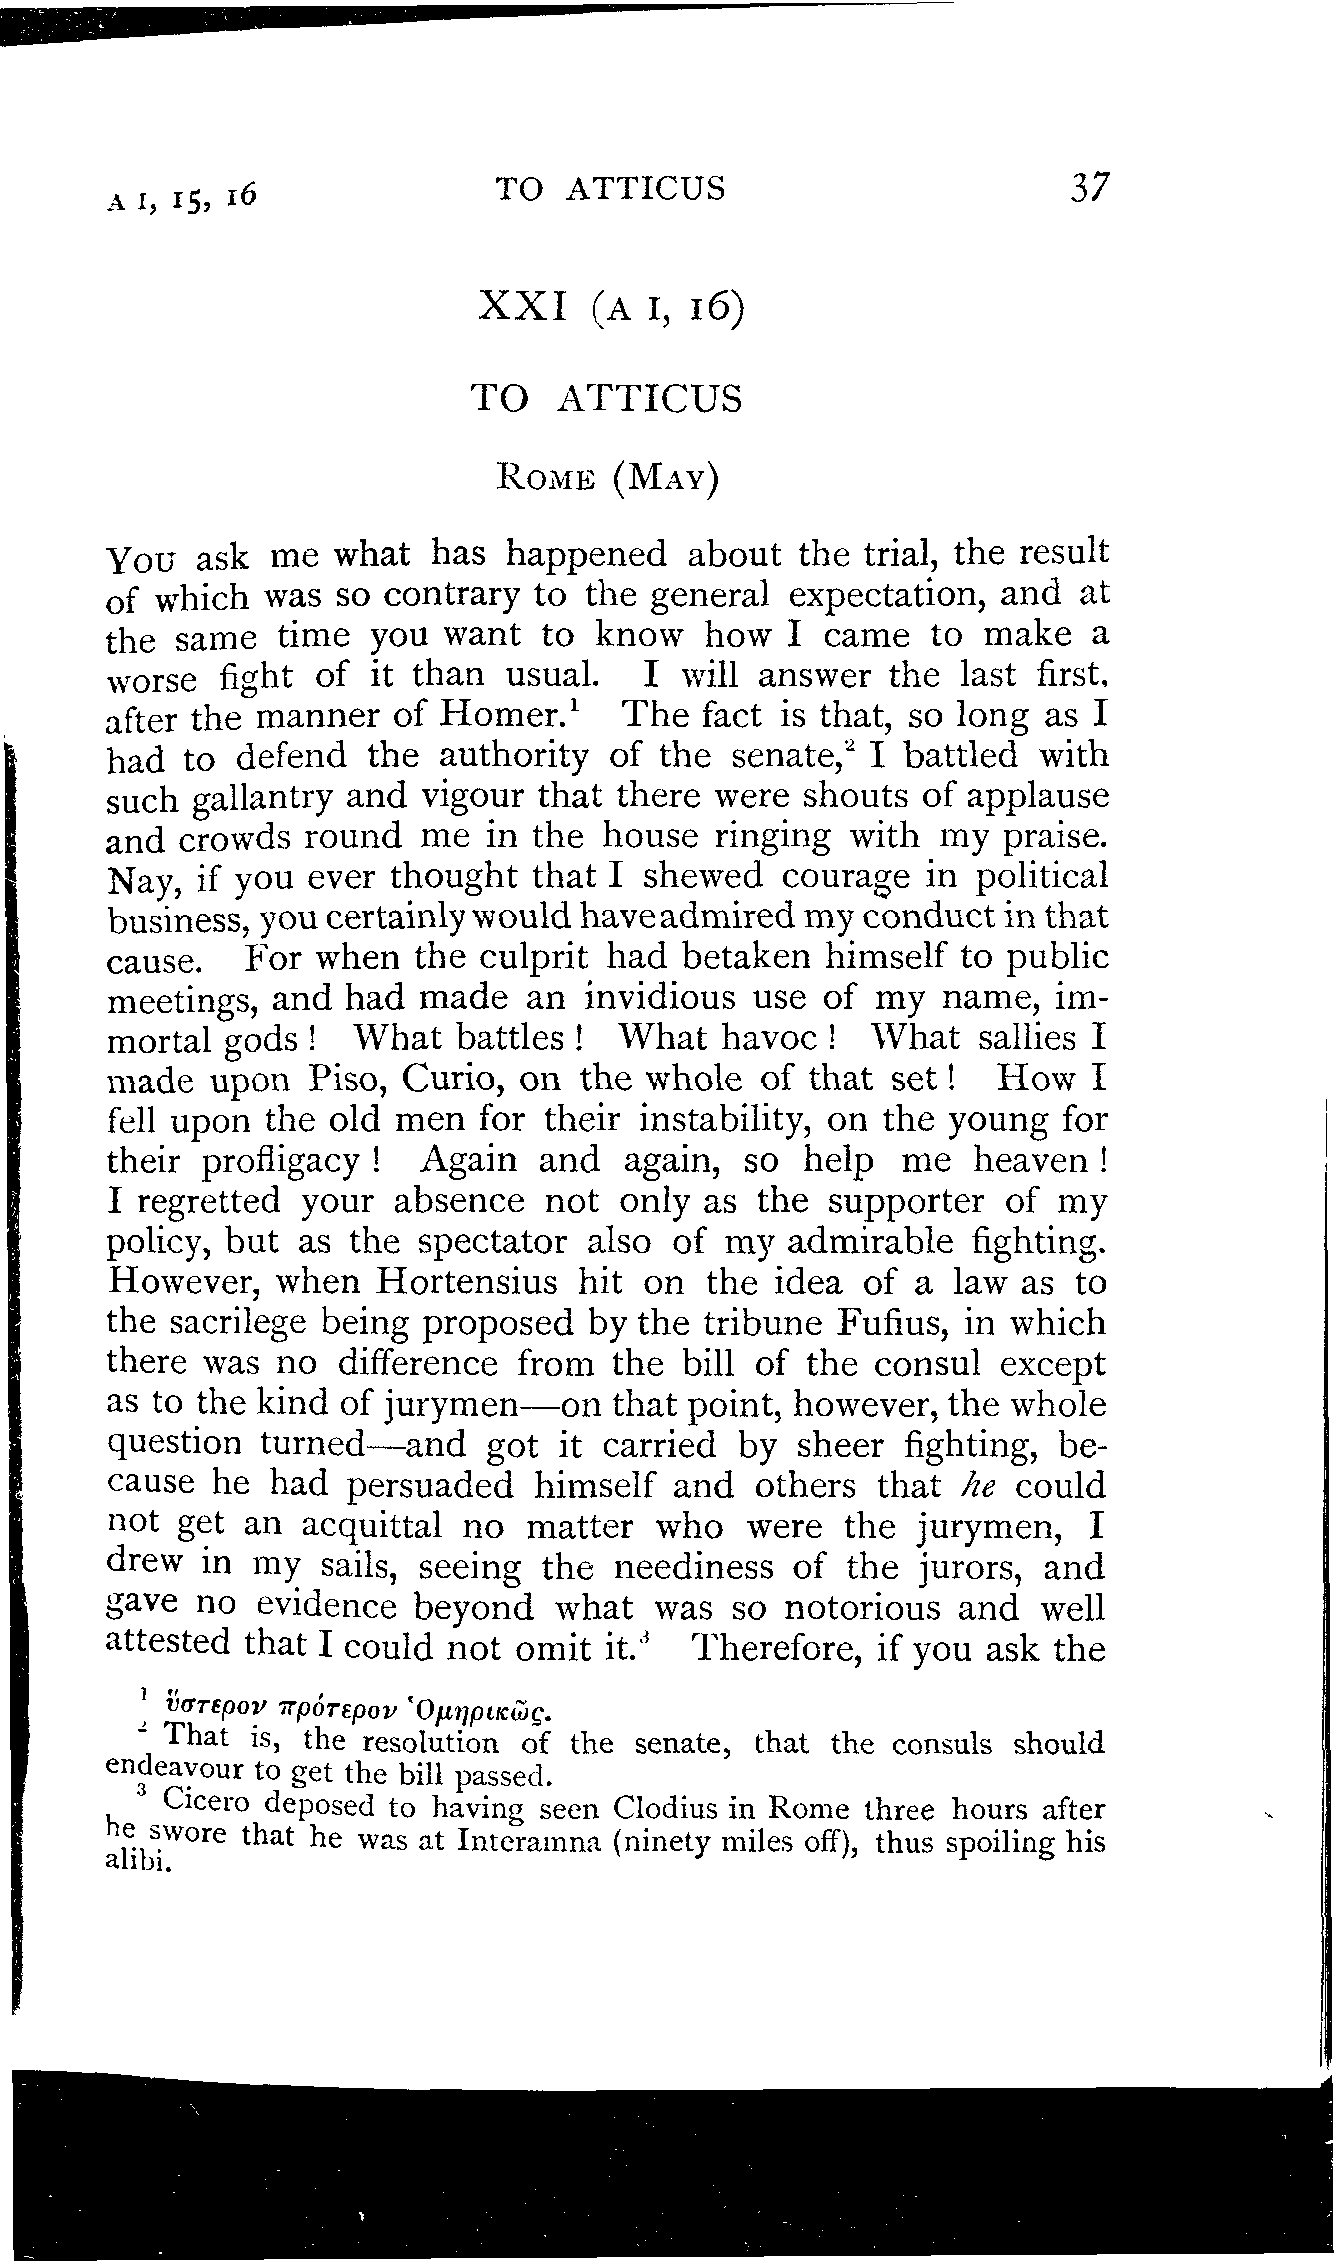 A I, 15, 16 TO ATTICUS 37
XXI (A I, 16)
TO ATTICUS
ROME (MAY)
YOU ask me what has happened about the trial, the result
of which was so contrary to the general expectation, and at
the same time you want to know how I came to make a
worse fight of it than usual. I will answer the last first,
after the manner of Homer.¹ The fact is that, so long as I
had to defend the authority of the senate,² I battled with
such gallantry and vigour that there were shouts of applause
and crowds round me in the house ringing with my praise.
Nay, if you ever thought that I shewed courage in political
business, you certainly would have admired my conduct in that
cause. For when the culprit had betaken himself to public
meetings, and had made an invidious use of my name, im-
mortal gods! What battles! What havoc! What sallies I
made upon Piso, Curio, on the whole of that set! How I
fell upon the old men for their instability, on the young for
their profligacy! Again and again, so help me heaven!
I regretted your absence not only as the supporter of my
policy, but as the spectator also of my admirable fighting.
However, when Hortensius hit on the idea of a law as to
the sacrilege being proposed by the tribune Fufius, in which
there was no difference from the bill of the consul except
as to the kind of jurymen—on that point, however, the whole
question turned—and got it carried by sheer fighting, be-
cause he had persuaded himself and others that he could
not get an acquittal no matter who were the jurymen, I
drew in my sails, seeing the neediness of the jurors, and
gave no evidence beyond what was so notorious and well
attested that I could not omit it.³ Therefore, if you ask the
¹ ὕστερον πρότερον Ὁμηρικῶς.
² That is, the resolution of the senate, that the consuls should
endeavour to get the bill passed.
³ Cicero deposed to having seen Clodius in Rome three hours after
he swore that he was at Interamna (ninety miles off), thus spoiling his
alibi.